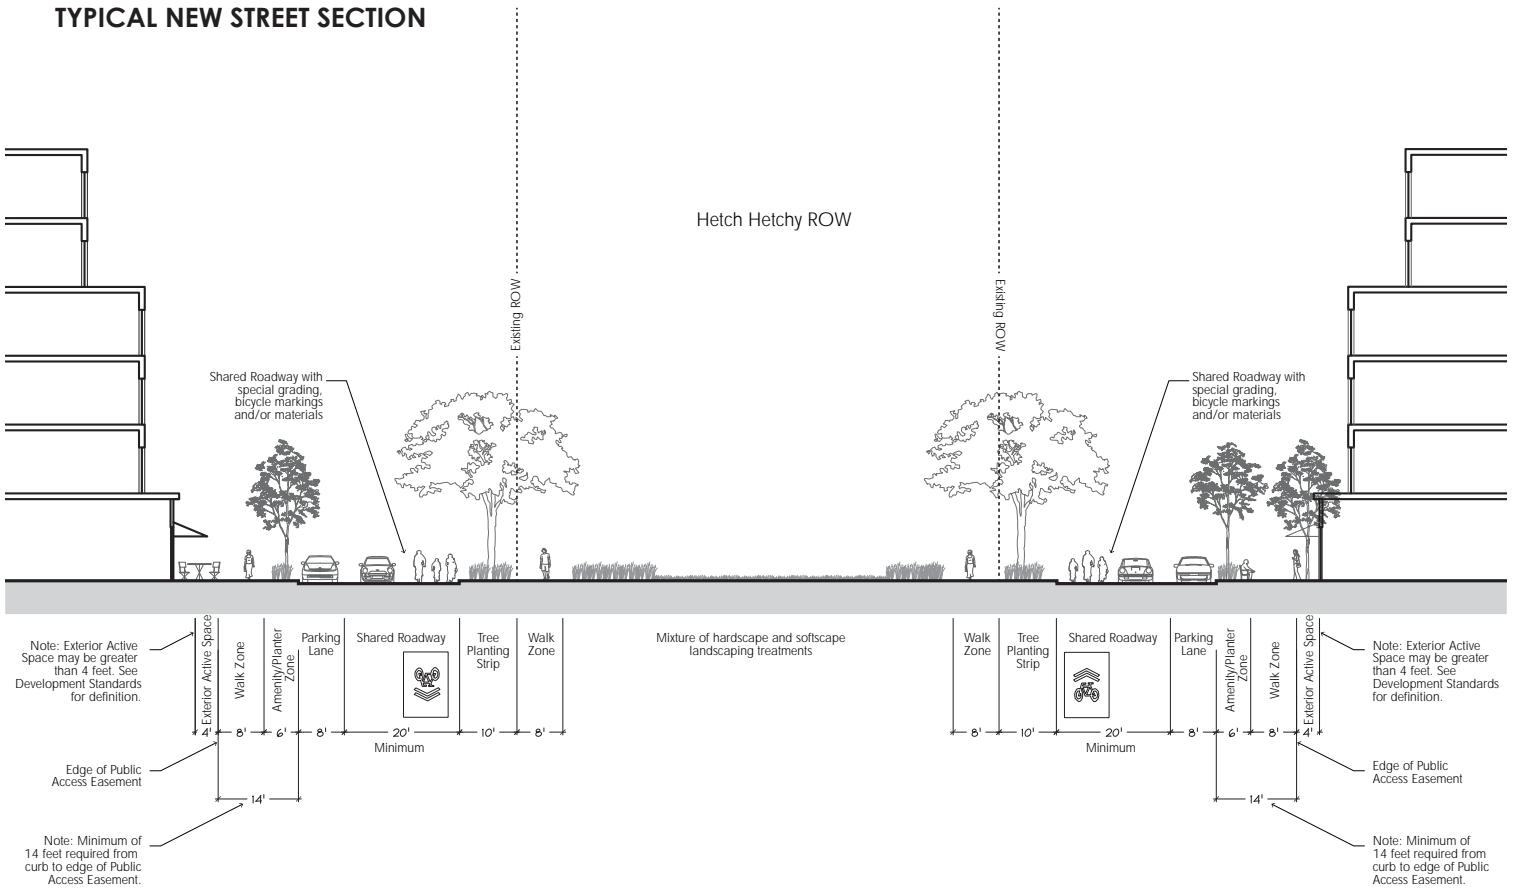 TYPICAL NEW STREET SECTION
Hetch Hetchy ROW
Existing ROW
Existing ROW
Shared Roadway with
special grading,
bicycle markings
and/or materials
Shared Roadway with
special grading,
bicycle markings
and/or materials
Note: Exterior Active
Space may be greater
than 4 feet. See
Development Standards
for definition.
Exterior Active Space
Walk Zone
Amenity/Planter
Zone
Parking
Lane
Shared Roadway
Tree
Planting
Strip
Walk
Zone
Mixture of hardscape and softscape
landscaping treatments
Walk
Zone
Tree
Planting
Strip
Shared Roadway
Parking
Lane
Amenity/Planter
Zone
Walk Zone
Exterior Active Space
Note: Exterior Active
Space may be greater
than 4 feet. See
Development Standards
for definition.
4' 8' 6' 8' 20' 10' 8'
Minimum
8' 10' 20' 8' 6' 8' 4'
Minimum
Edge of Public
Access Easement
Edge of Public
Access Easement
14'
14'
Note: Minimum of
14 feet required from
curb to edge of Public
Access Easement.
Note: Minimum of
14 feet required from
curb to edge of Public
Access Easement.